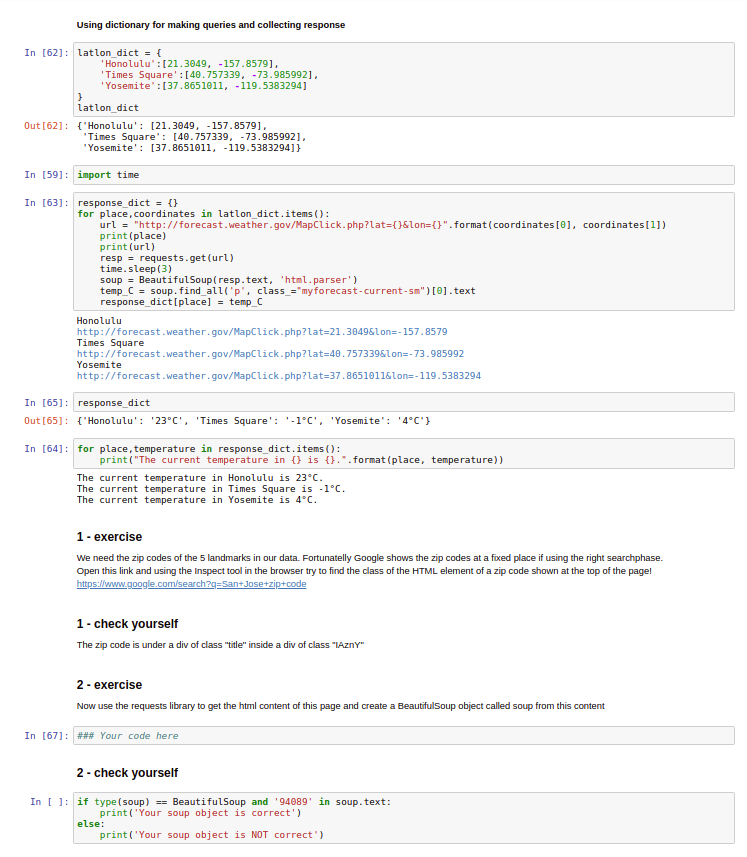 Using dictionary for making queries and collecting response
In [62]: latlon_dict = {
    'Honolulu':[21.3049, -157.8579],
    'Times Square':[40.757339, -73.985992],
    'Yosemite':[37.8651011, -119.5383294]
}
latlon_dict
Out[62]: {'Honolulu': [21.3049, -157.8579],
 'Times Square': [40.757339, -73.985992],
 'Yosemite': [37.8651011, -119.5383294]}
In [59]: import time
In [63]: response_dict = {}
for place,coordinates in latlon_dict.items():
    url = "http://forecast.weather.gov/MapClick.php?lat={}&lon={}".format(coordinates[0], coordinates[1])
    print(place)
    print(url)
    resp = requests.get(url)
    time.sleep(3)
    soup = BeautifulSoup(resp.text, 'html.parser')
    temp_C = soup.find_all('p', class_="myforecast-current-sm")[0].text
    response_dict[place] = temp_C
Honolulu
http://forecast.weather.gov/MapClick.php?lat=21.3049&lon=-157.8579
Times Square
http://forecast.weather.gov/MapClick.php?lat=40.757339&lon=-73.985992
Yosemite
http://forecast.weather.gov/MapClick.php?lat=37.8651011&lon=-119.5383294
In [65]: response_dict
Out[65]: {'Honolulu': '23°C', 'Times Square': '-1°C', 'Yosemite': '4°C'}
In [64]: for place,temperature in response_dict.items():
    print("The current temperature in {} is {}.".format(place, temperature))
The current temperature in Honolulu is 23°C.
The current temperature in Times Square is -1°C.
The current temperature in Yosemite is 4°C.
1 - exercise
We need the zip codes of the 5 landmarks in our data. Fortunatelly Google shows the zip codes at a fixed place if using the right searchphase.
Open this link and using the Inspect tool in the browser try to find the class of the HTML element of a zip code shown at the top of the page!
https://www.google.com/search?q=San+Jose+zip+code
1 - check yourself
The zip code is under a div of class "title" inside a div of class "IAznY"
2 - exercise
Now use the requests library to get the html content of this page and create a BeautifulSoup object called soup from this content
In [67]: ### Your code here
2 - check yourself
In [ ]: if type(soup) == BeautifulSoup and '94089' in soup.text:
    print('Your soup object is correct')
else:
    print('Your soup object is NOT correct')